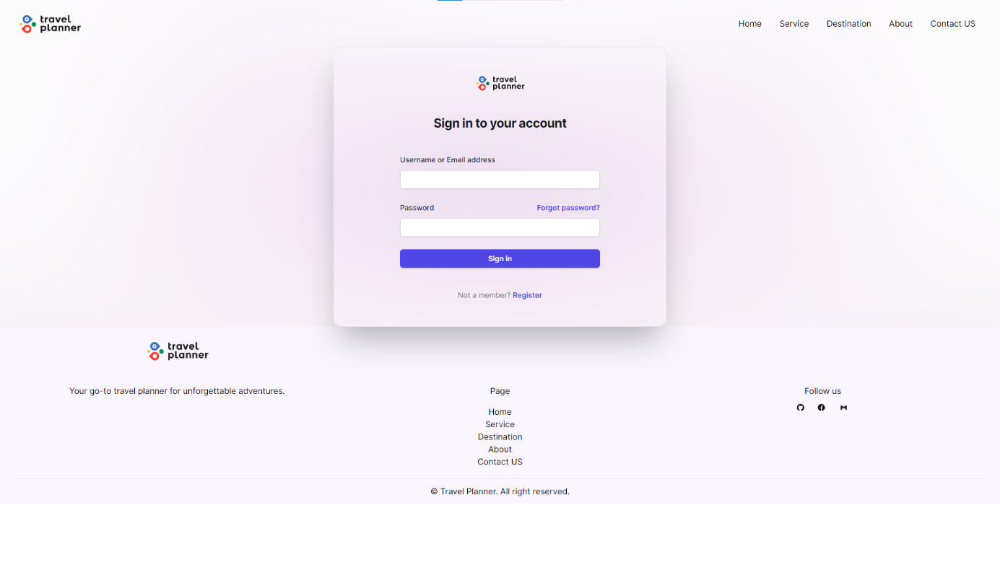 travel
planner
Home Service Destination About Contact US
travel
planner
Sign in to your account
Username or Email address
Password Forgot password?
Sign in
Not a member? Register
travel
planner
Your go-to travel planner for unforgettable adventures.
Page
Home
Service
Destination
About
Contact US
Follow us
© Travel Planner. All right reserved.